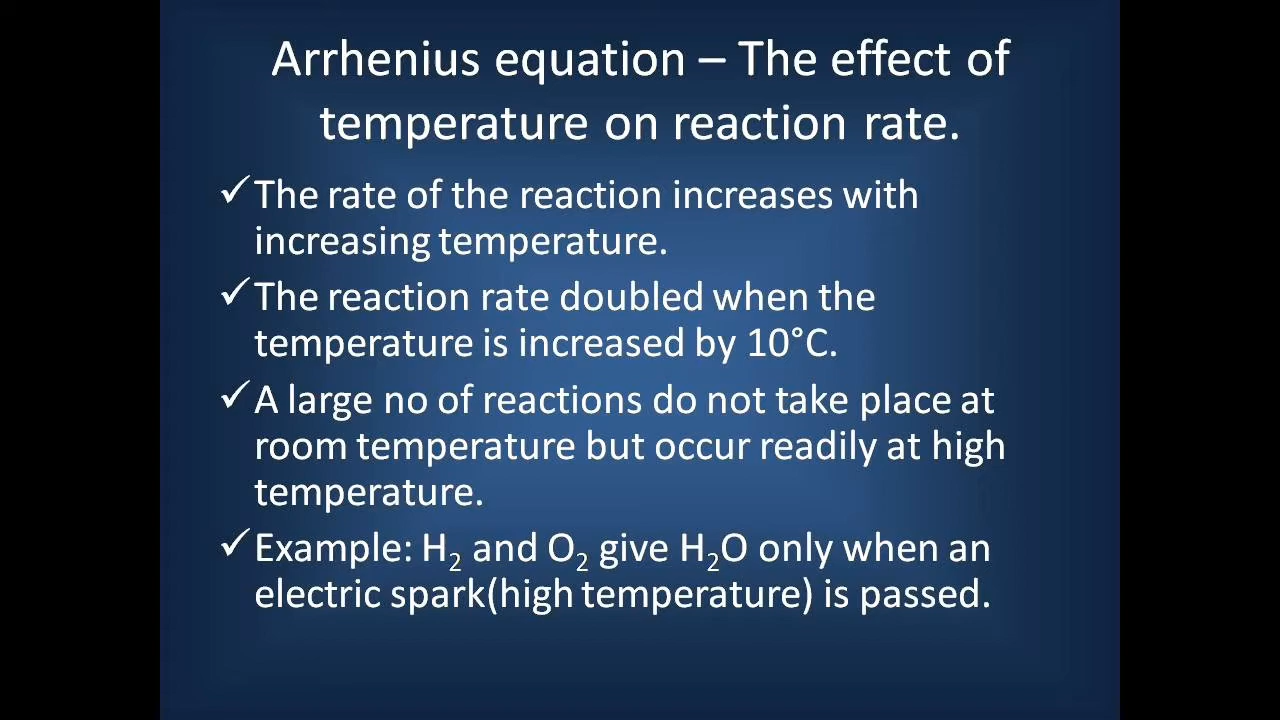 Arrhenius equation – The effect of
temperature on reaction rate.
✓The rate of the reaction increases with
increasing temperature.
✓The reaction rate doubled when the
temperature is increased by 10°C.
✓A large no of reactions do not take place at
room temperature but occur readily at high
temperature.
✓Example: H₂ and O₂ give H₂O only when an
electric spark(high temperature) is passed.